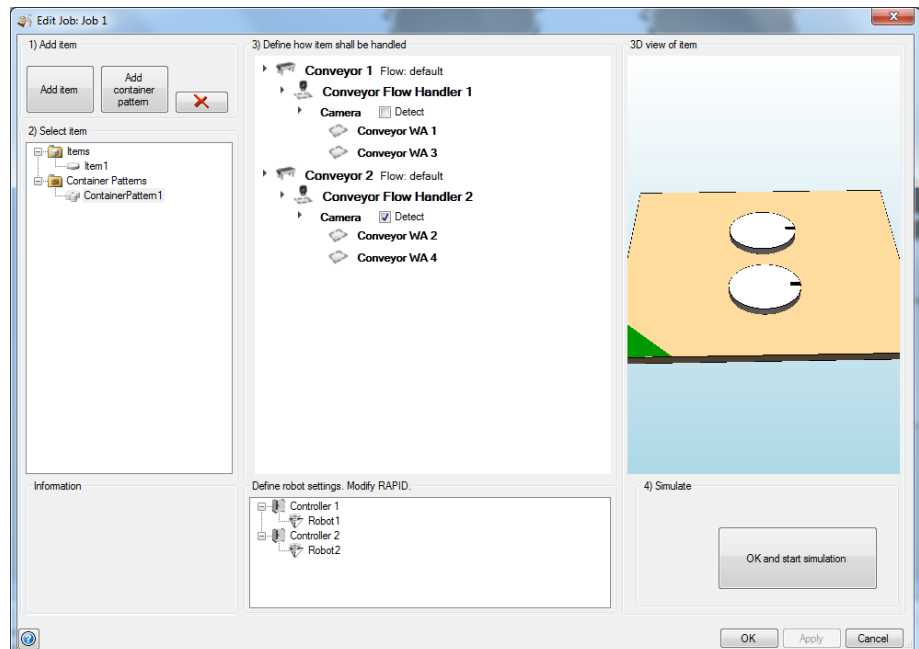 Edit Job: Job 1
1) Add item
Add item
Add
container
pattern
2) Select item
Items
Item1
Container Patterns
ContainerPattern1
Information
3) Define how item shall be handled
Conveyor 1 Flow: default
Conveyor Flow Handler 1
Camera Detect
Conveyor WA 1
Conveyor WA 3
Conveyor 2 Flow: default
Conveyor Flow Handler 2
Camera Detect
Conveyor WA 2
Conveyor WA 4
Define robot settings. Modify RAPID.
Controller 1
Robot1
Controller 2
Robot2
3D view of item
4) Simulate
OK and start simulation
OK
Apply
Cancel